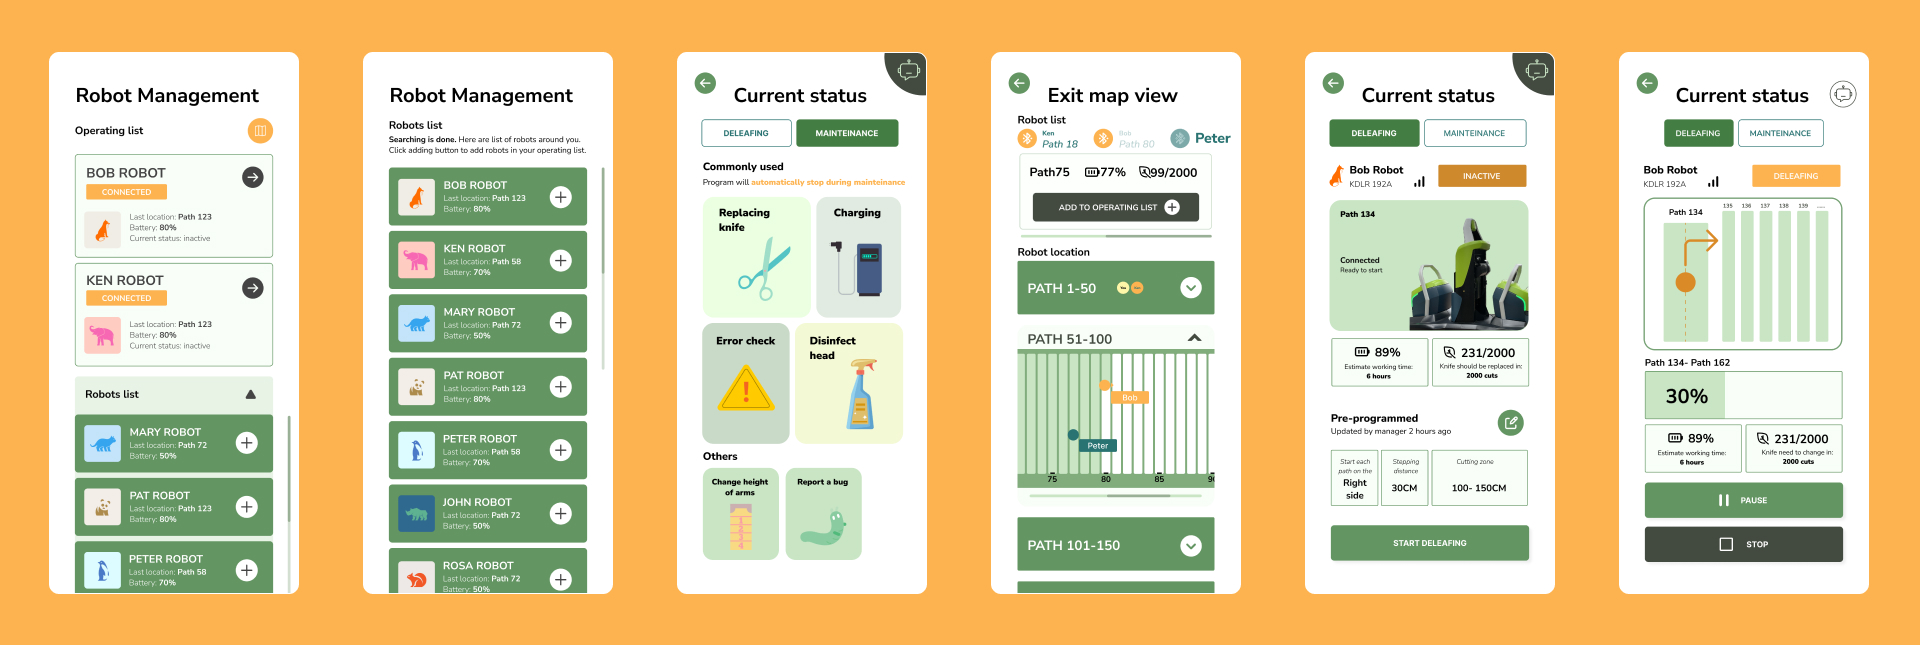 Robot Management
Operating list
BOB ROBOT
CONNECTED
Last location: Path 123
Battery: 80%
Current status: inactive
KEN ROBOT
CONNECTED
Last location: Path 123
Battery: 80%
Current status: inactive
Robots list
MARY ROBOT
Last location: Path 72
50%
PAT ROBOT
Last location: Path 123
Battery: 80%
PETER ROBOT
Last location: Path 58
Battery: 70%
Robot Management
Robots list
Searching is done. Here are list of robots around you.
Click adding button to add robots in your operating list.
BOB ROBOT
Last location: Path 123
Battery: 80%
KEN ROBOT
Last location: Path 58
Battery: 70%
MARY ROBOT
Last location: Path 72
Battery: 50%
PAT ROBOT
Last location: Path 123
Battery: 80%
PETER ROBOT
Last location: Path 58
Battery: 70%
JOHN ROBOT
Last location: Path 72
Battery: 50%
ROSA ROBOT
Last location: Path 72
Battery: 50%
Current status
DELEAFING
MAINTEINANCE
Commonly used
Program will automatically stop during mainteinance
Replacing
knife
Charging
Error check
Disinfect
head
Others
Change height
of arms
Report a bug
Exit map view
Robot list
Ken
Path 18
Bob
Path 80
Peter
Path75
77%
99/2000
ADD TO OPERATING LIST
Robot location
PATH 1-50
PATH 51-100
Bob
Peter
75
80
85
PATH 101-150
Current status
DELEAFING
MAINTEINANCE
Bob Robot
KDLR 192A
INACTIVE
Path 134
Connected
Ready to start
89%
Estimate working time:
6 hours
231/2000
Knife should be replaced in:
2000 cuts
Pre-programmed
Updated by manager 2 hours ago
Start each
path on the
Right
side
Stepping
distance
30CM
Cutting zone
100- 150CM
START DELEAFING
Current status
DELEAFING
MAINTEINANCE
Bob Robot
KDLR 192A
DELEAFING
Path 134
135
136
137
138
139
......
Path 134- Path 162
30%
89%
Estimate working time:
6 hours
231/2000
Knife need to change in:
2000 cuts
PAUSE
STOP